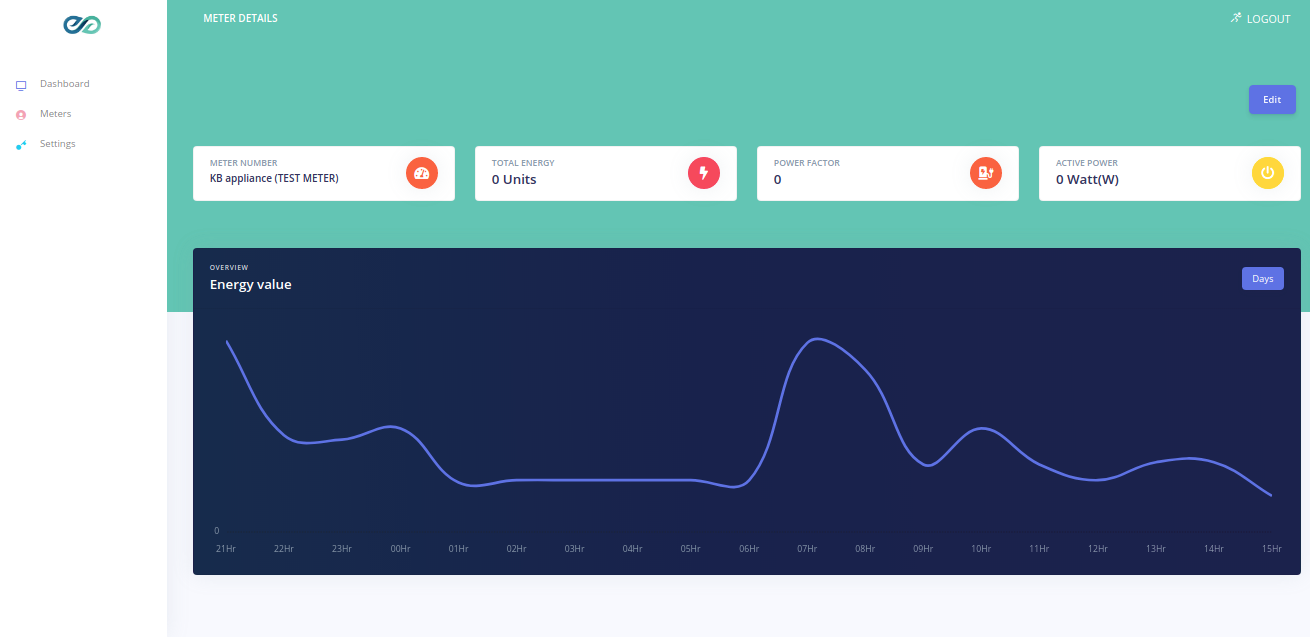 METER DETAILS
LOGOUT
Dashboard
Meters
Settings
Edit
METER NUMBER
KB appliance (TEST METER)
TOTAL ENERGY
0 Units
POWER FACTOR
0
ACTIVE POWER
0 Watt(W)
OVERVIEW
Energy value
Days
0
21Hr 22Hr 23Hr 00Hr 01Hr 02Hr 03Hr 04Hr 05Hr 06Hr 07Hr 08Hr 09Hr 10Hr 11Hr 12Hr 13Hr 14Hr 15Hr